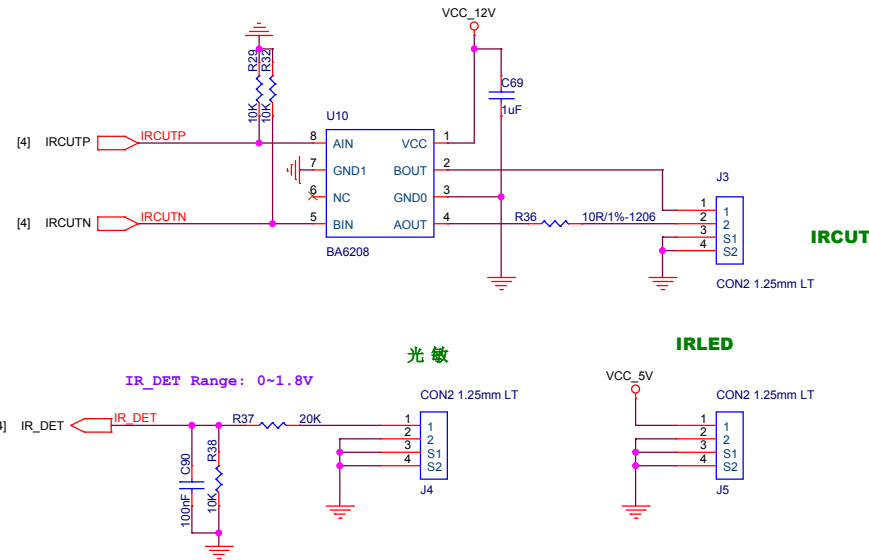 VCC_12V
R29
R32
10K
10K
C69
1uF
U10
[4] IRCUTP
IRCUTP
8
AIN
VCC
1
7
GND1
BOUT
2
6
NC
GND0
3
[4] IRCUTN
IRCUTN
5
BIN
AOUT
4
R36
10R/1%-1206
BA6208
J3
1
1
2
2
3
S1
4
S2
IRCUT
CON2 1.25mm LT
光敏
IRLED
IR_DET Range: 0~1.8V
VCC_5V
CON2 1.25mm LT
CON2 1.25mm LT
4] IR_DET
IR_DET
R37
20K
1
1
2
2
3
S1
4
S2
J4
1
1
2
2
3
S1
4
S2
J5
C90
100nF
R38
10K